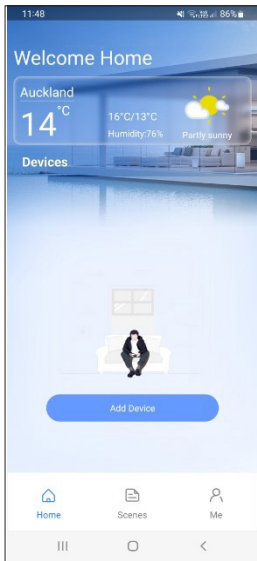 11:48
86%
Welcome Home
Auckland
14 °C
16°C/13°C
Humidity:76%
Partly sunny
Devices
Add Device
Home
Scenes
Me